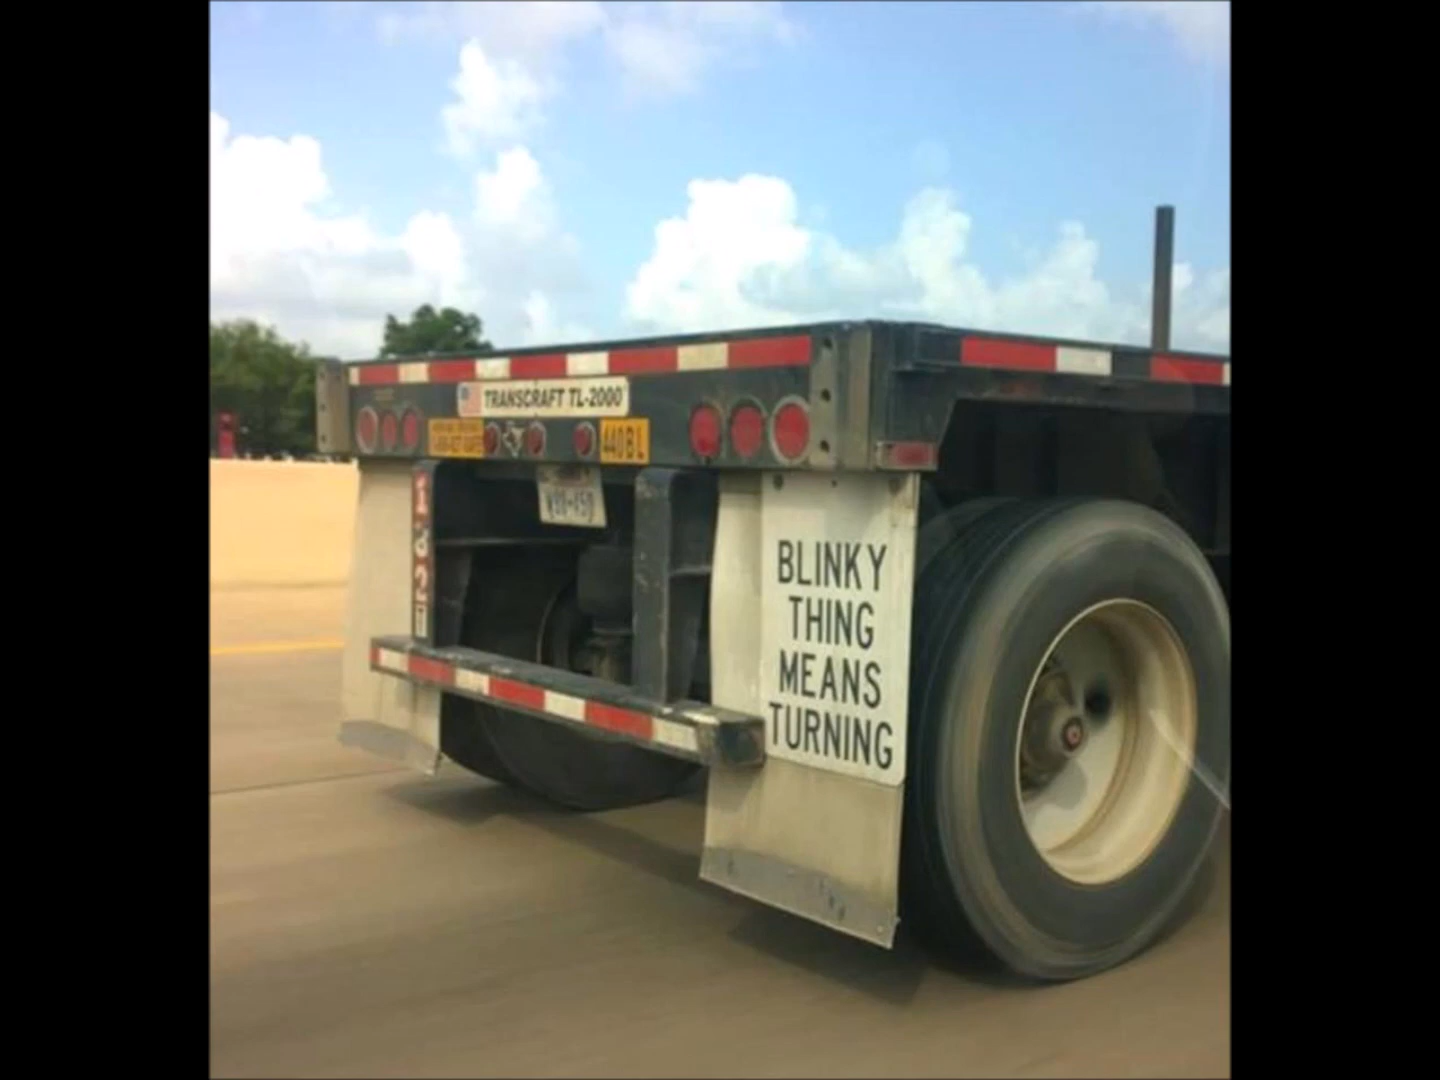 TRANSCRAFT TL-2000
440BL
BLINKY
THING
MEANS
TURNING